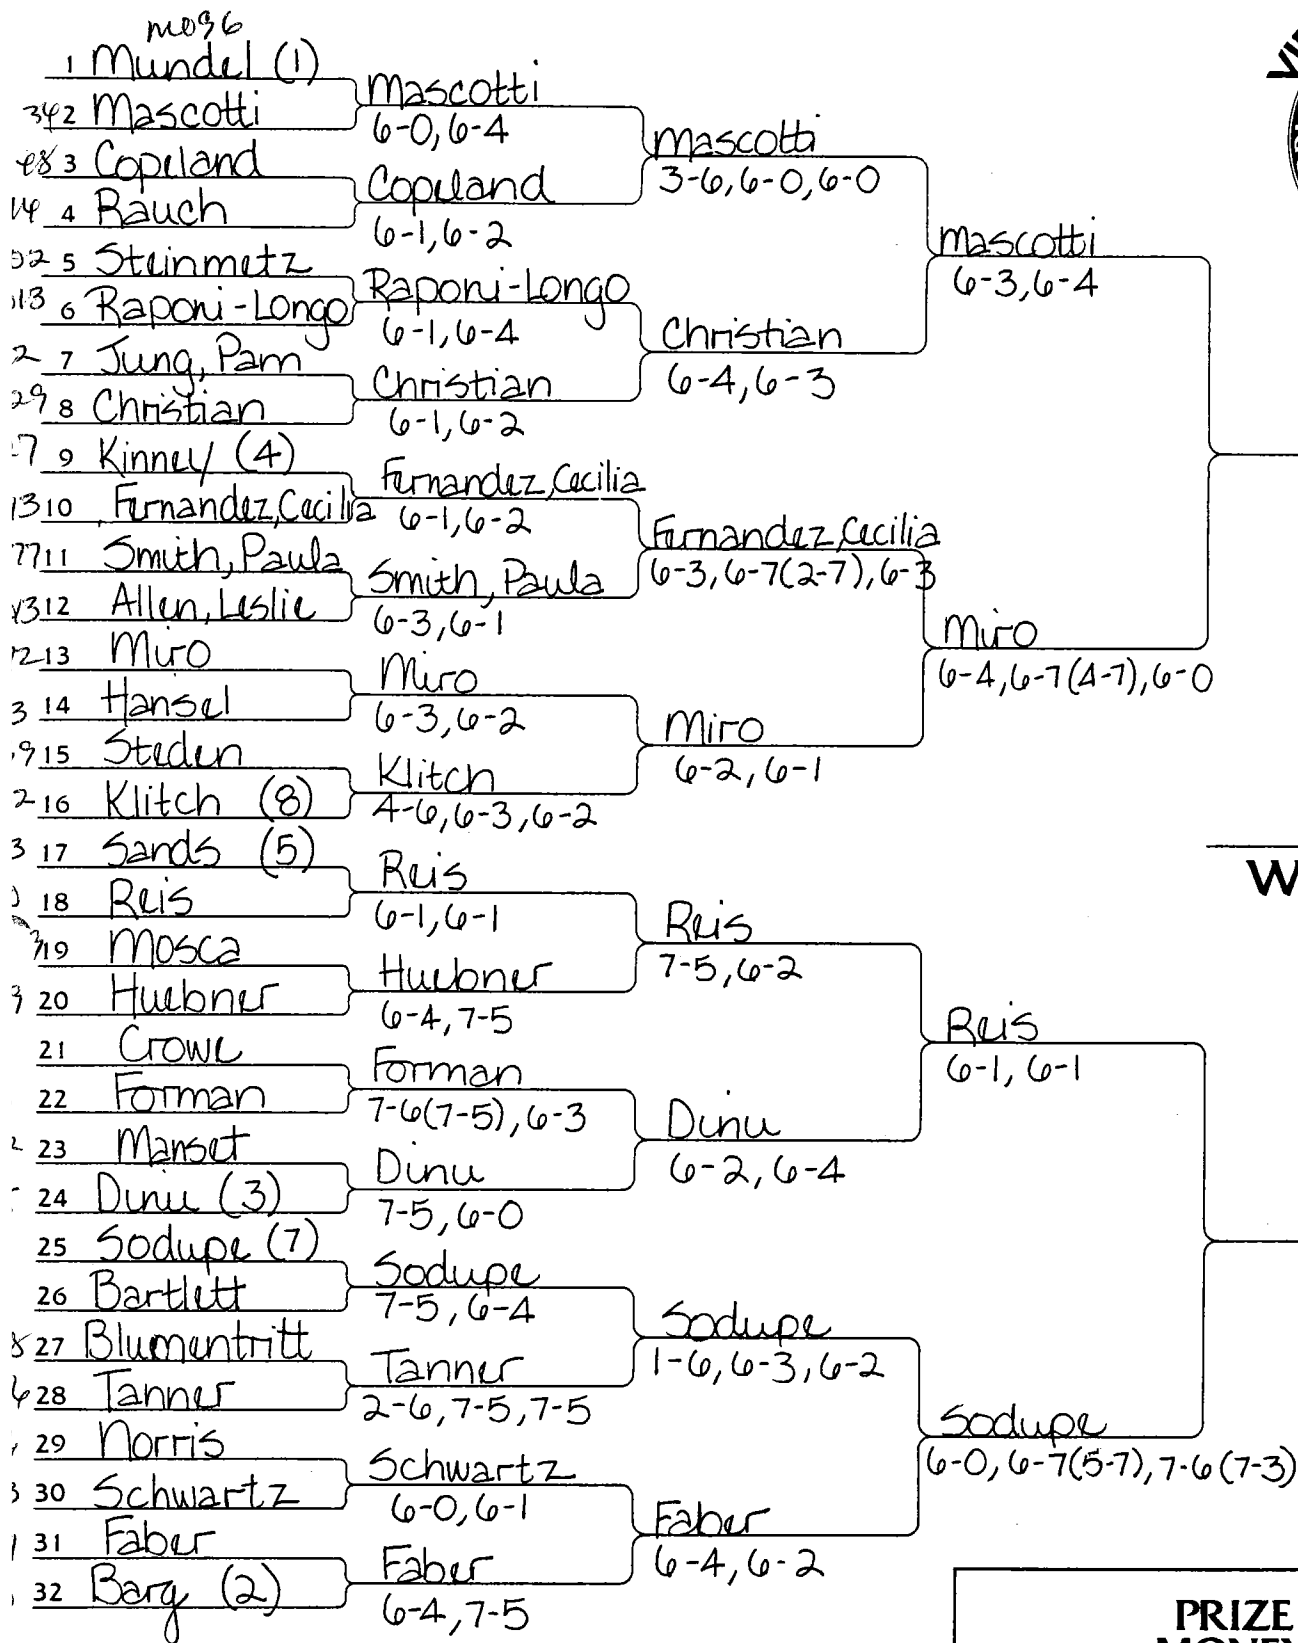 1 Mundel (1)
2 Mascotti
3 Copeland
4 Rauch
5 Steinmetz
6 Raponi-Longo
7 Jung, Pam
8 Christian
9 Kinney (4)
10 Fernandez, Cecilia
11 Smith, Paula
12 Allen, Leslie
13 Miro
14 Hansel
15 Steden
16 Klitch (8)
17 Sands (5)
18 Reis
19 Mosca
20 Huebner
21 Crowe
22 Forman
23 Manset
24 Dinu (3)
25 Sodupe (7)
26 Bartlett
27 Blumentritt
28 Tanner
29 Norris
30 Schwartz
31 Faber
32 Barg (2)
Mascotti
6-0, 6-4
Copeland
6-1, 6-2
Raponi-Longo
6-1, 6-4
Christian
6-1, 6-2
Fernandez, Cecilia
6-1, 6-2
Smith, Paula
6-3, 6-1
Miro
6-3, 6-2
Klitch
4-6, 6-3, 6-2
Reis
6-1, 6-1
Huebner
6-4, 7-5
Forman
7-6(7-5), 6-3
Dinu
7-5, 6-0
Sodupe
7-5, 6-4
Tanner
2-6, 7-5, 7-5
Schwartz
6-0, 6-1
Faber
6-4, 7-5
Mascotti
3-6, 6-0, 6-0
Christian
6-4, 6-3
Fernandez, Cecilia
6-3, 6-7(2-7), 6-3
Miro
6-2, 6-1
Reis
7-5, 6-2
Dinu
6-2, 6-4
Sodupe
1-6, 6-3, 6-2
Faber
6-4, 6-2
Mascotti
6-3, 6-4
Miro
6-4, 6-7(4-7), 6-0
Reis
6-1, 6-1
Sodupe
6-0, 6-7(5-7), 7-6(7-3)
W
PRIZE
MONEY